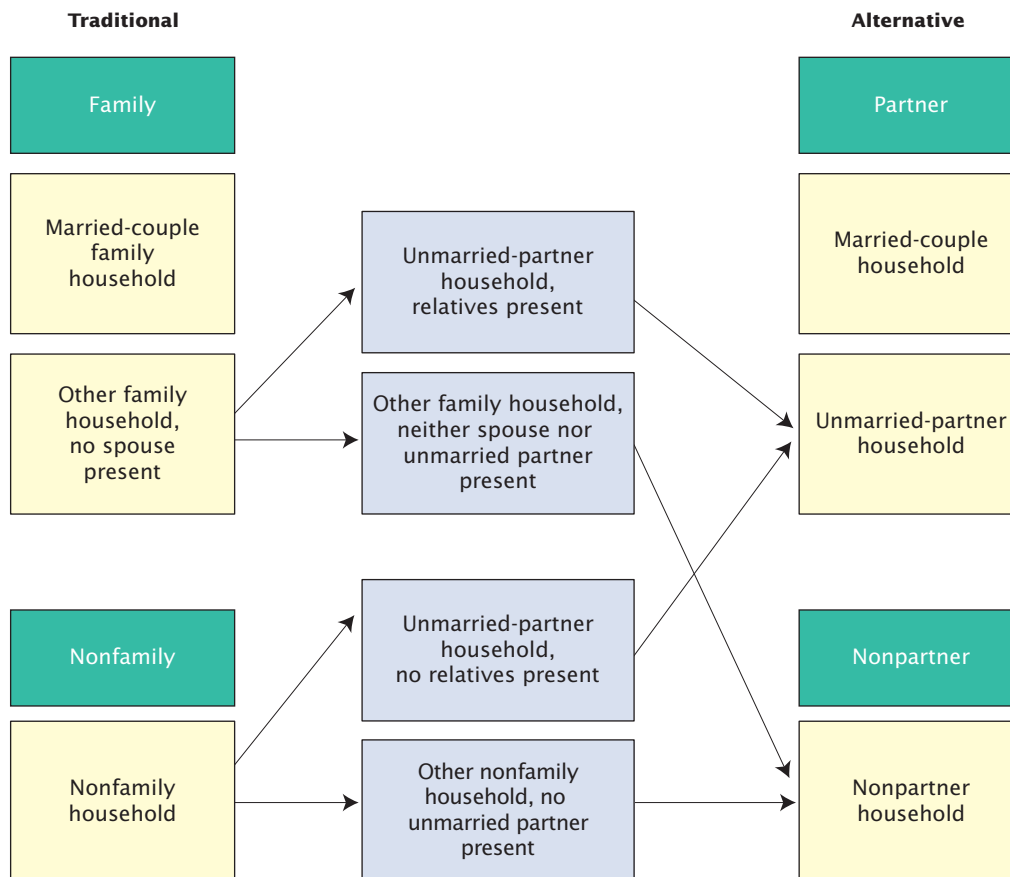 Traditional
Alternative
Family
Partner
Married-couple
family
household
Unmarried-partner
household,
relatives present
Married-couple
household
Other family
household,
no spouse
present
Other family household,
neither spouse nor
unmarried partner
present
Unmarried-partner
household
Nonfamily
Unmarried-partner
household,
no relatives present
Nonpartner
Nonfamily
household
Other nonfamily
household, no
unmarried partner
present
Nonpartner
household